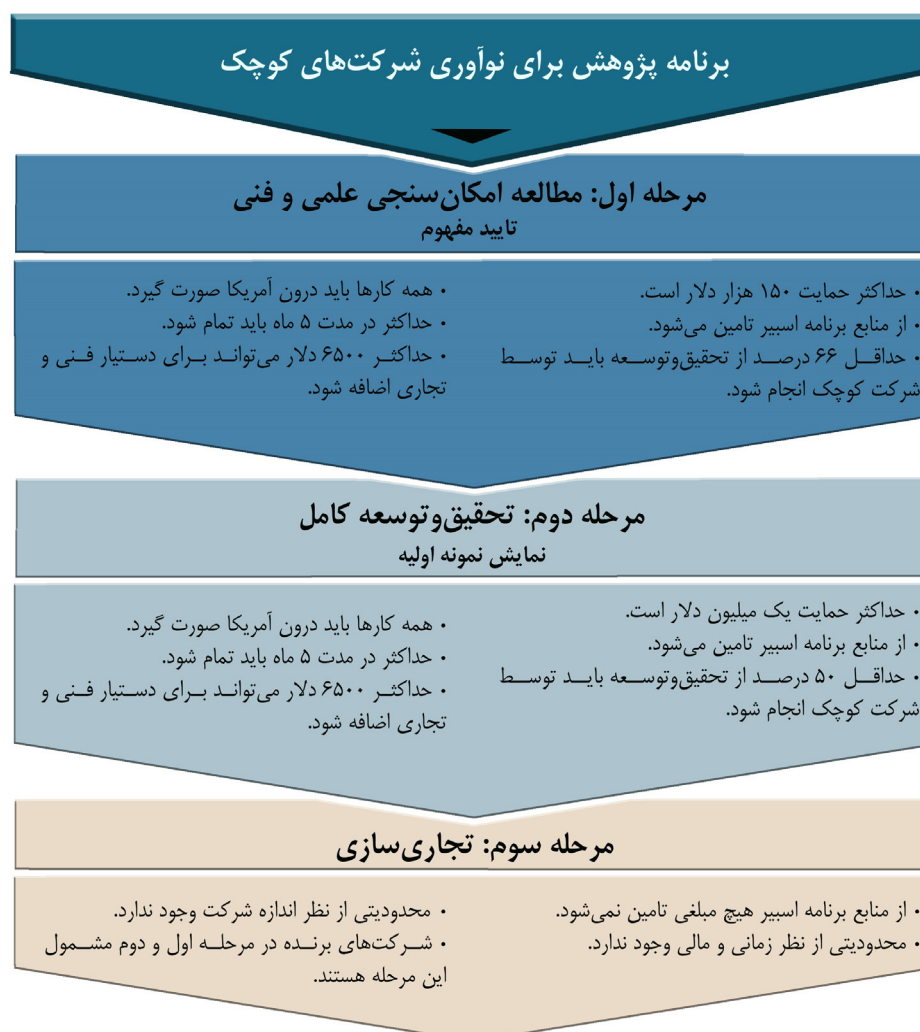 برنامه پژوهش برای نوآوری شرکت‌های کوچک
مرحله اول: مطالعه امکان‌سنجی علمی و فنی
تایید مفهوم
• حداکثر حمایت ۱۵۰ هزار دلار است.
• از منابع برنامه اسبیر تامین می‌شود.
• حداقل ۶۶ درصد از تحقیق‌وتوسعه باید توسط
شرکت کوچک انجام شود.
• همه کارها باید درون آمریکا صورت گیرد.
• حداکثر در مدت ۵ ماه باید تمام شود.
• حداکثر ۶۵۰۰ دلار می‌تواند برای دستیار فنی و
تجاری اضافه شود.
مرحله دوم: تحقیق‌وتوسعه کامل
نمایش نمونه اولیه
• حداکثر حمایت یک میلیون دلار است.
• از منابع برنامه اسبیر تامین می‌شود.
• حداقل ۵۰ درصد از تحقیق‌وتوسعه باید توسط
شرکت کوچک انجام شود.
• همه کارها باید درون آمریکا صورت گیرد.
• حداکثر در مدت ۵ ماه باید تمام شود.
• حداکثر ۶۵۰۰ دلار می‌تواند برای دستیار فنی و
تجاری اضافه شود.
مرحله سوم: تجاری‌سازی
• از منابع برنامه اسبیر هیچ مبلغی تامین نمی‌شود.
• محدودیتی از نظر زمانی و مالی وجود ندارد.
• محدودیتی از نظر اندازه شرکت وجود ندارد.
• شرکت‌های برنده در مرحله اول و دوم مشمول
این مرحله هستند.